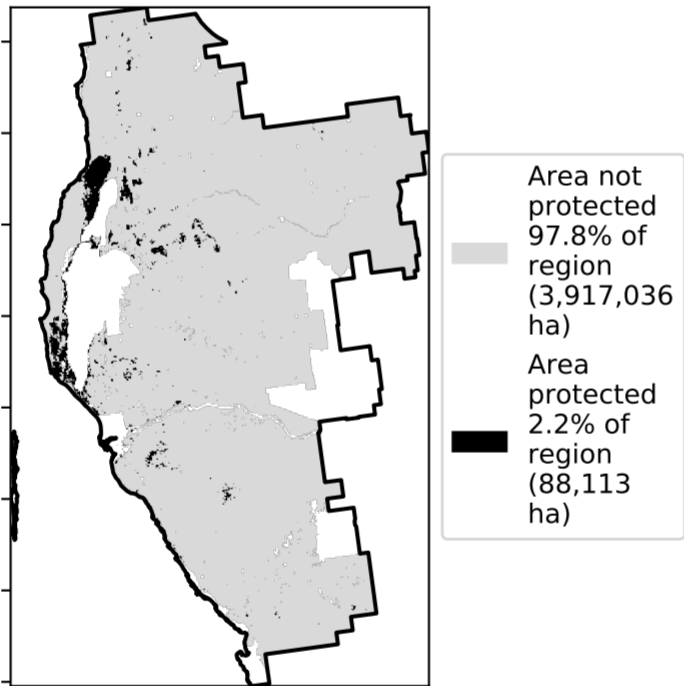 Area not
protected
97.8% of
region
(3,917,036
ha)
Area
protected
2.2% of
region
(88,113
ha)